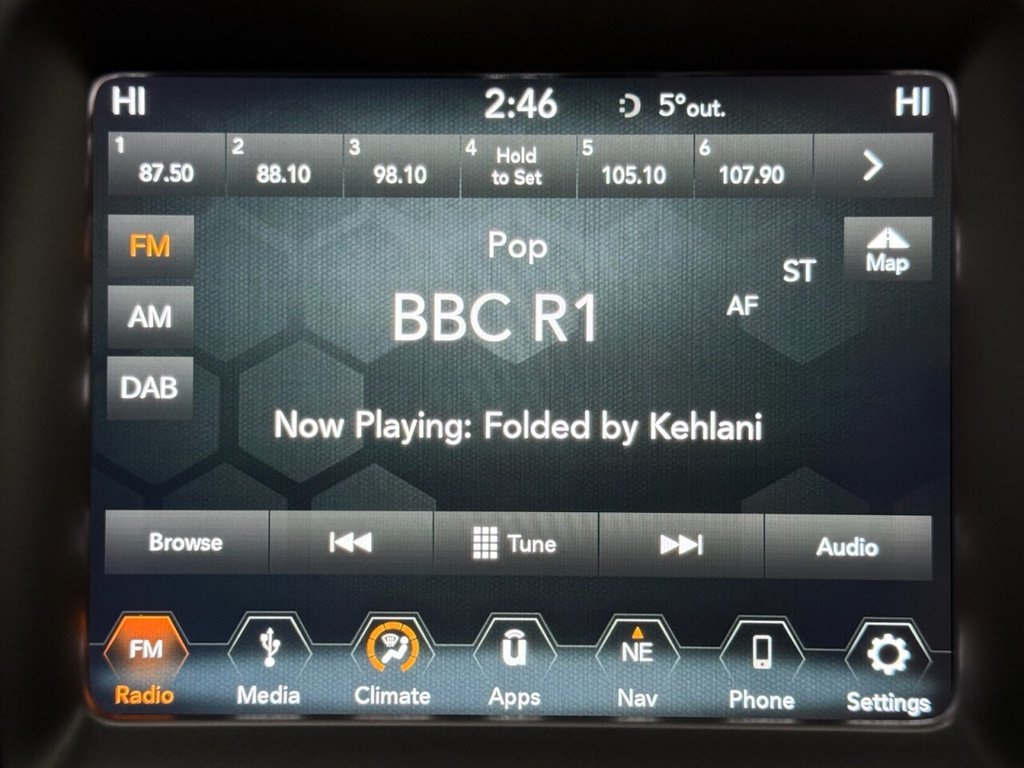 HI 2:46 5°out. HI
1 87.50
2 88.10
3 98.10
4 Hold
to Set
5 105.10
6 107.90
FM
Pop
ST
Map
AM
BBC R1
AF
DAB
Now Playing: Folded by Kehlani
Browse
Tune
Audio
FM
NE
Radio
Media
Climate
u
Apps
Nav
Phone
Settings